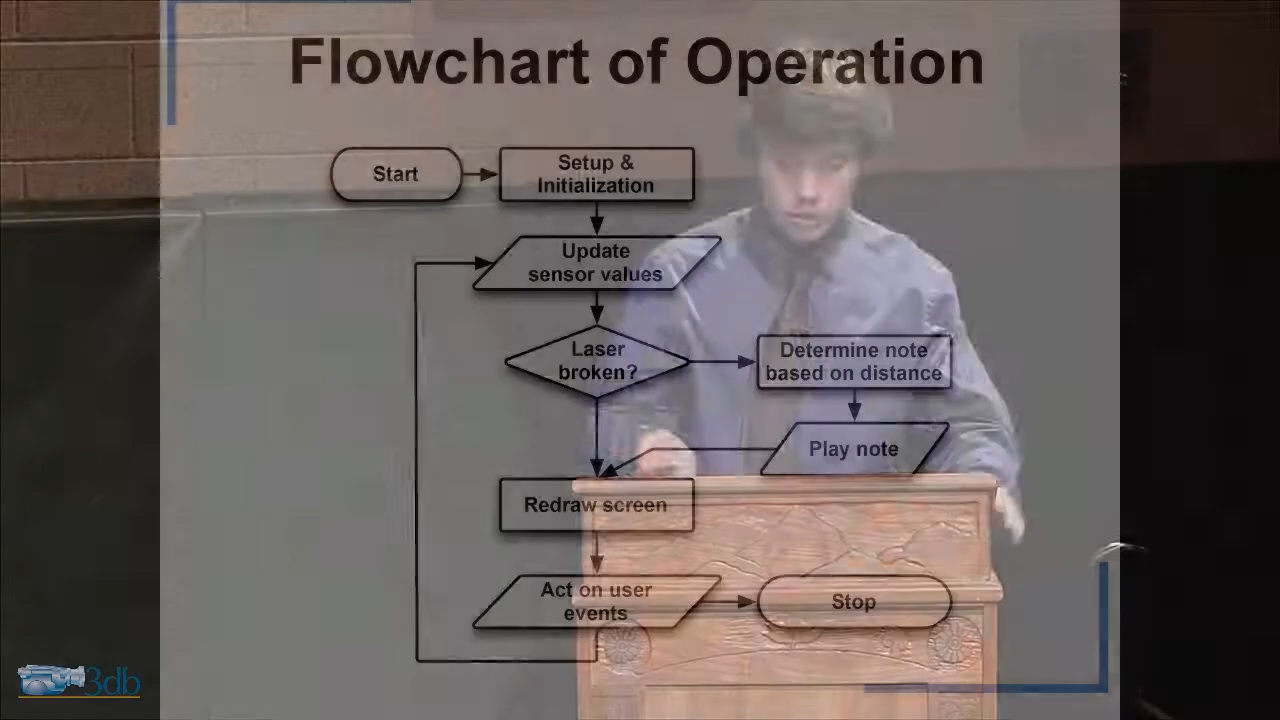 Flowchart of Operation
Start
Setup &
Initialization
Update
sensor values
Laser
broken?
Determine note
based on distance
Play note
Redraw screen
Act on user
events
Stop
3db